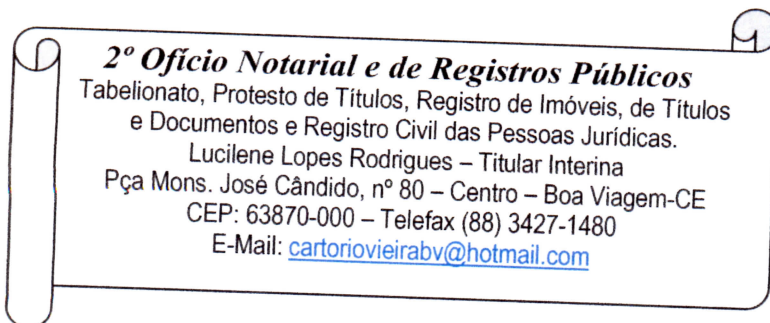 2º Ofício Notarial e de Registros Públicos
Tabelionato, Protesto de Títulos, Registro de Imóveis, de Títulos
e Documentos e Registro Civil das Pessoas Jurídicas.
Lucilene Lopes Rodrigues – Titular Interina
Pça Mons. José Cândido, nº 80 – Centro – Boa Viagem-CE
CEP: 63870-000 – Telefax (88) 3427-1480
E-Mail: cartoriovieirabv@hotmail.com